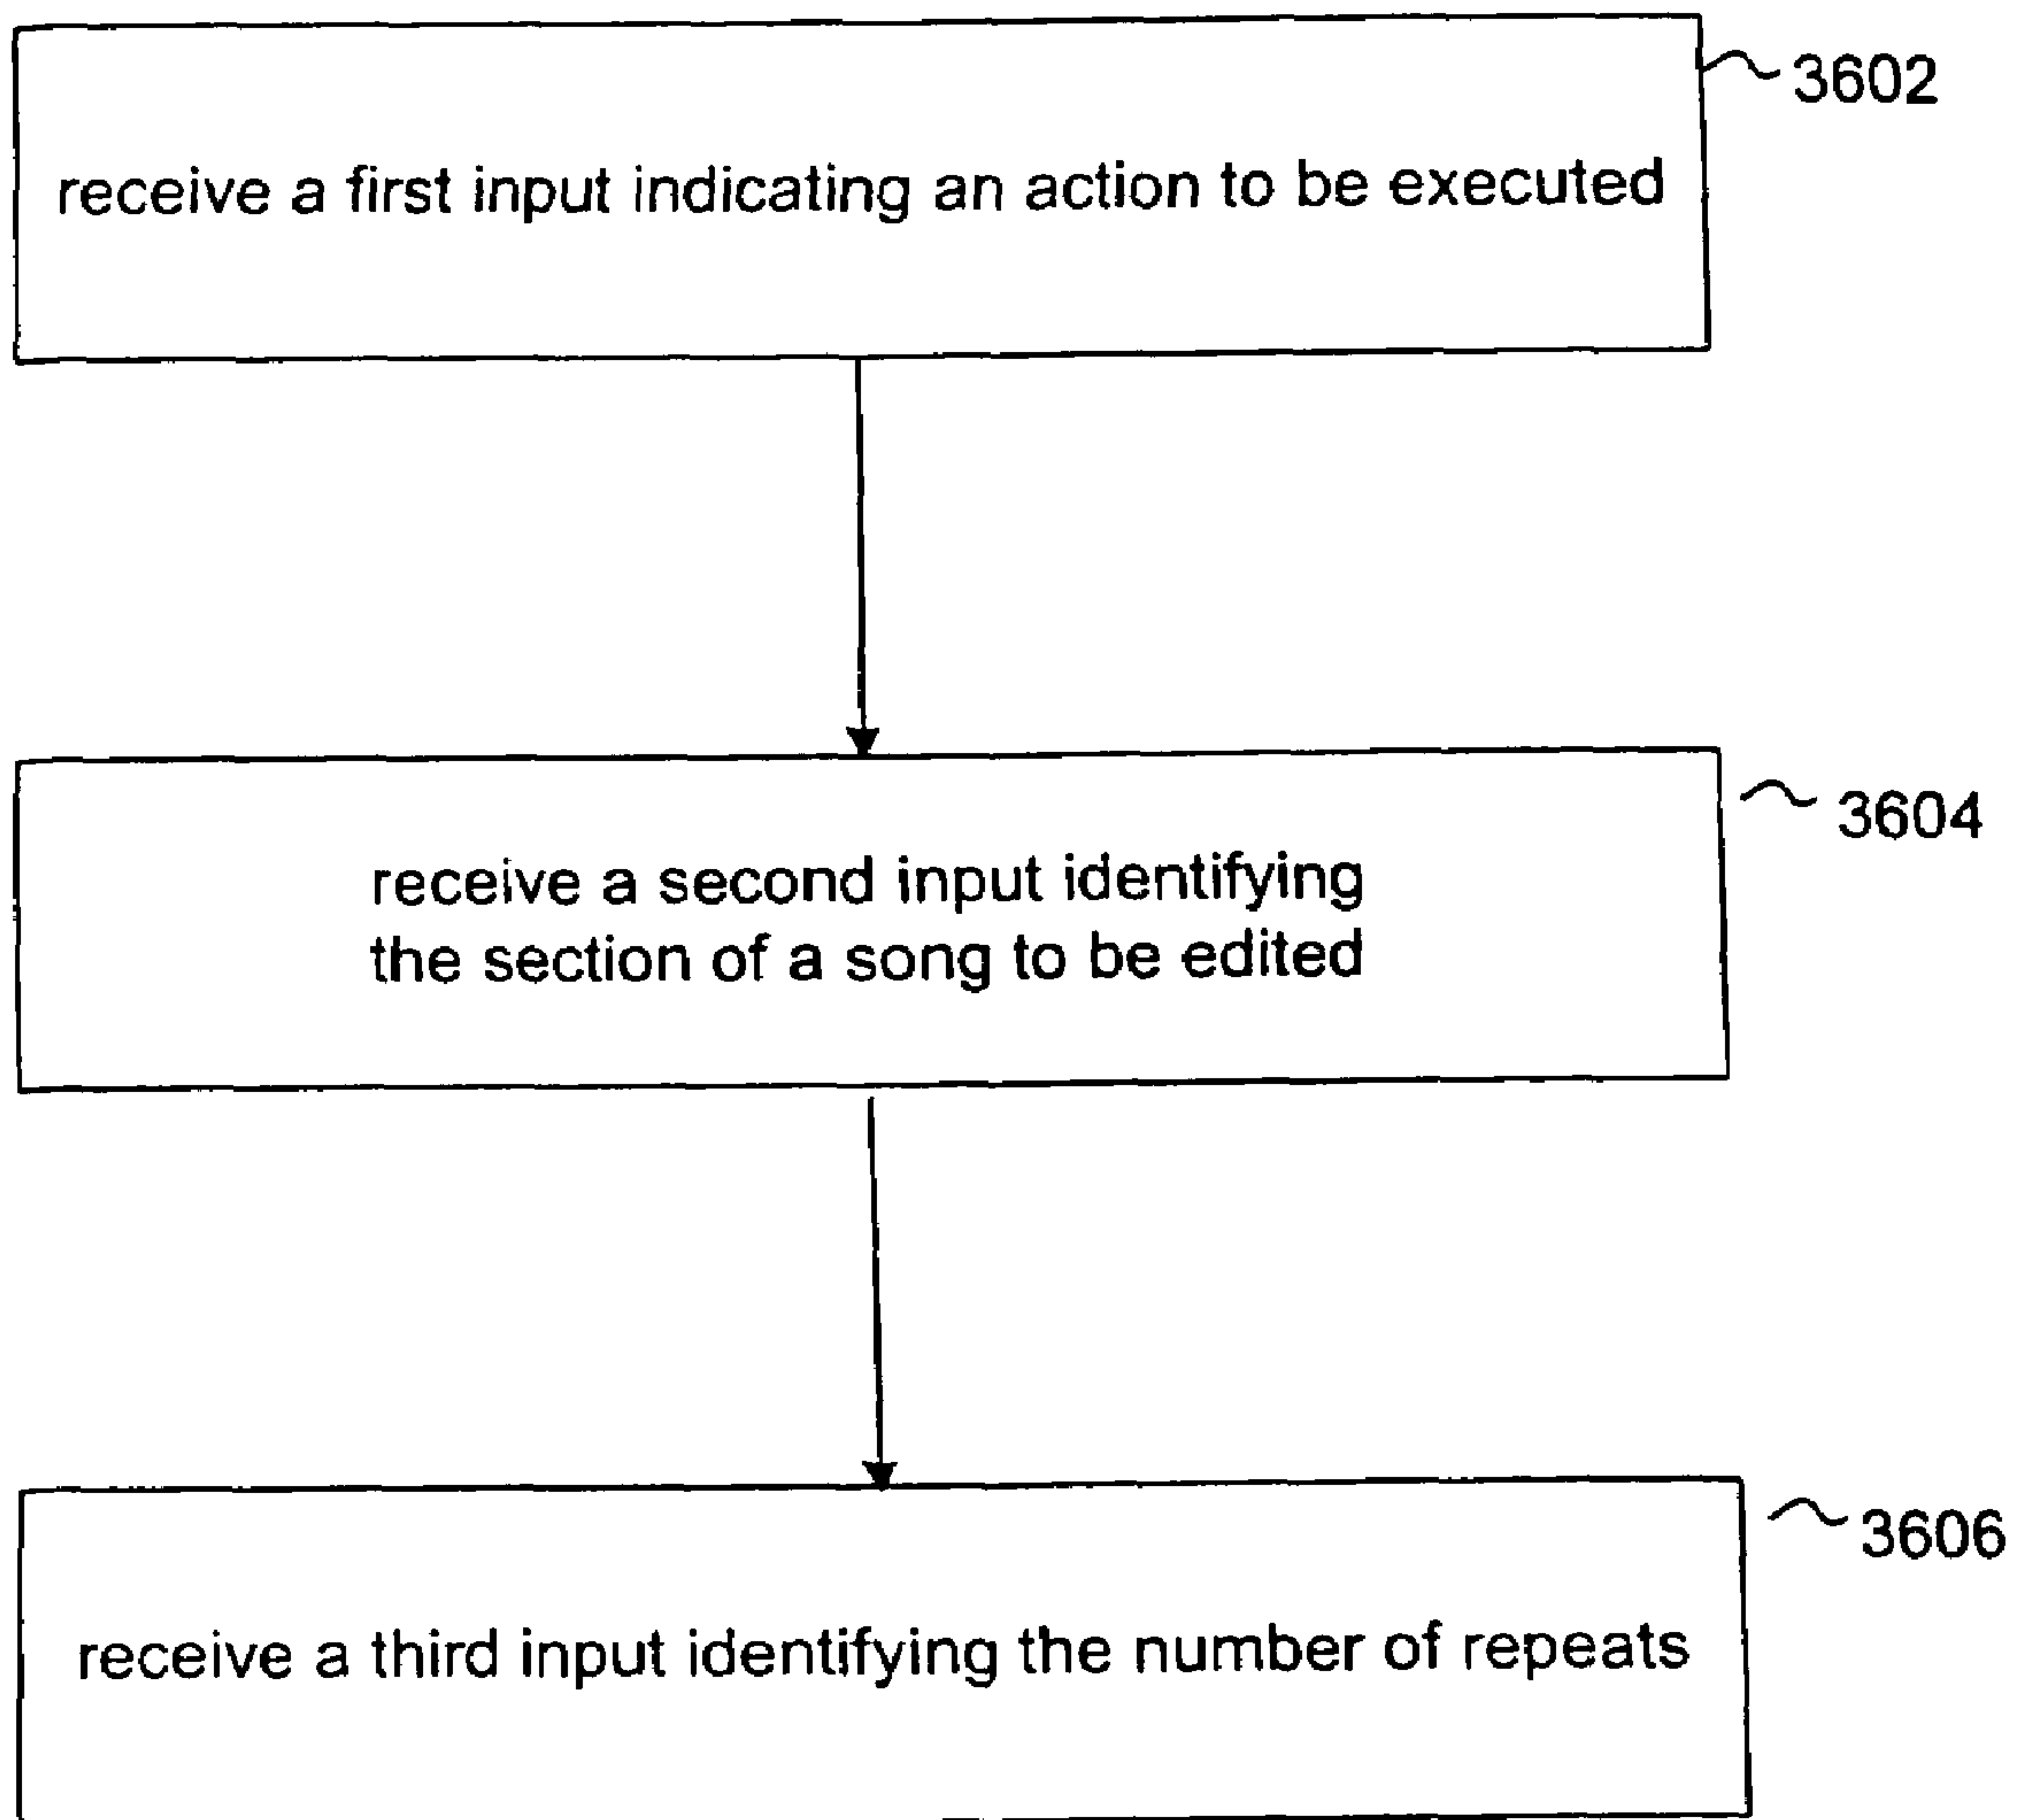 3602
receive a first input indicating an action to be executed
3604
receive a second input identifying
the section of a song to be edited
3606
receive a third input identifying the number of repeats